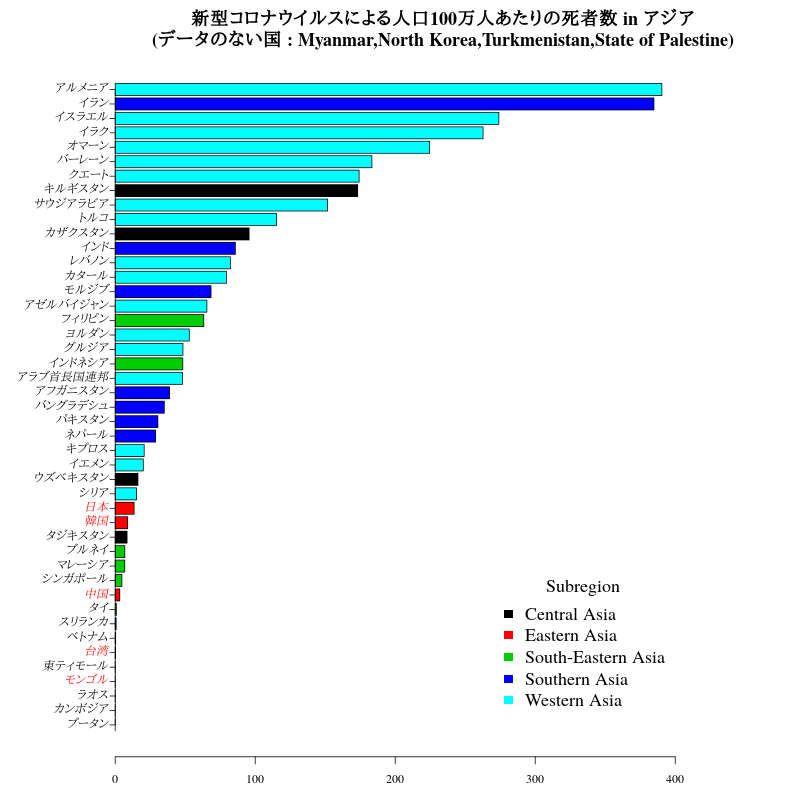 新型コロナウイルスによる人口100万人あたりの死者数 in アジア
(データのない国 : Myanmar,North Korea,Turkmenistan,State of Palestine)
アルメニア
イラン
イスラエル
イラク
オマーン
バーレーン
クエート
キルギスタン
サウジアラビア
トルコ
カザクスタン
インド
レバノン
カタール
モルジブ
アゼルバイジャン
フィリピン
ヨルダン
グルジア
インドネシア
アラブ首長国連邦
アフガニスタン
バングラデシュ
パキスタン
ネパール
キプロス
イエメン
ウズベキスタン
シリア
日本
韓国
タジキスタン
ブルネイ
マレーシア
シンガポール
中国
タイ
スリランカ
ベトナム
台湾
東ティモール
モンゴル
ラオス
カンボジア
ブータン
Subregion
Central Asia
Eastern Asia
South-Eastern Asia
Southern Asia
Western Asia
0 100 200 300 400